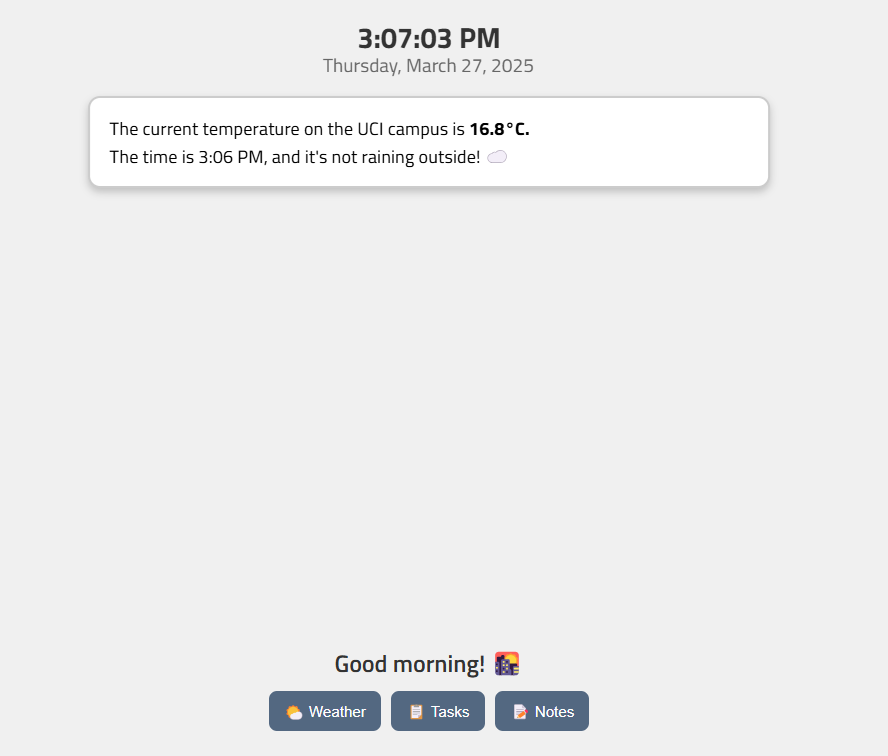 3:07:03 PM
Thursday, March 27, 2025
The current temperature on the UCI campus is 16.8°C.
The time is 3:06 PM, and it's not raining outside! ☁️
Good morning! 🌇
🌤️ Weather
📋 Tasks
📝 Notes